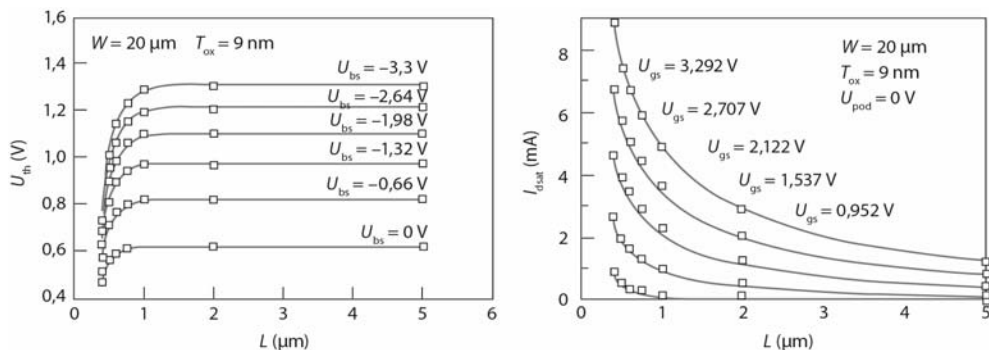 1,6
1,4
1,2
1,0
0,8
0,6
0,4
U_th (V)
W = 20 μm T_ox = 9 nm
U_bs = –3,3 V
U_bs = –2,64 V
U_bs = –1,98 V
U_bs = –1,32 V
U_bs = –0,66 V
U_bs = 0 V
0 1 2 3 4 5 6
L (μm)
8
6
4
2
0
I_dsat (mA)
W = 20 μm
T_ox = 9 nm
U_pod = 0 V
U_gs = 3,292 V
U_gs = 2,707 V
U_gs = 2,122 V
U_gs = 1,537 V
U_gs = 0,952 V
0 1 2 3 4 5
L (μm)